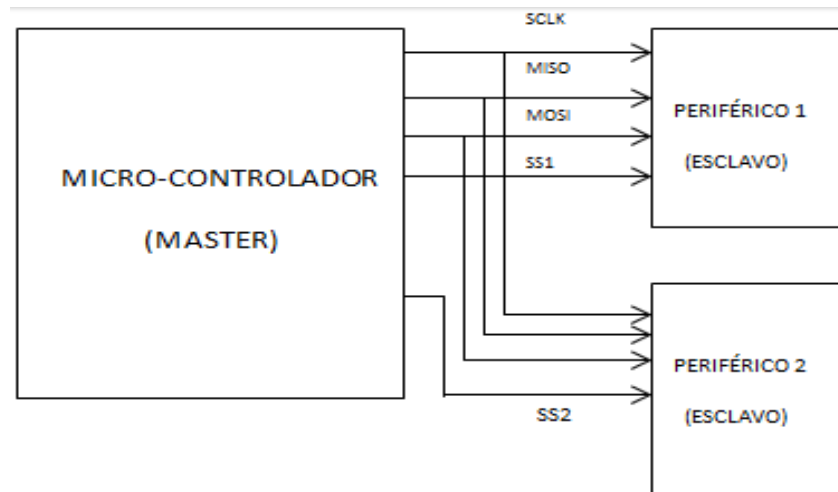 SCLK
MISO
MOSI
SS1
MICRO-CONTROLADOR
(MASTER)
PERIFÉRICO 1
(ESCLAVO)
PERIFÉRICO 2
(ESCLAVO)
SS2